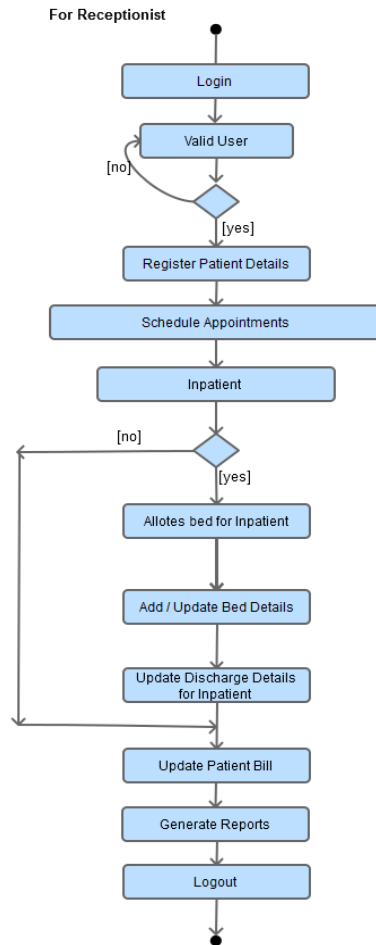 For Receptionist
Login
Valid User
[no]
[yes]
Register Patient Details
Schedule Appointments
Inpatient
[no]
[yes]
Allotes bed for Inpatient
Add / Update Bed Details
Update Discharge Details
for Inpatient
Update Patient Bill
Generate Reports
Logout